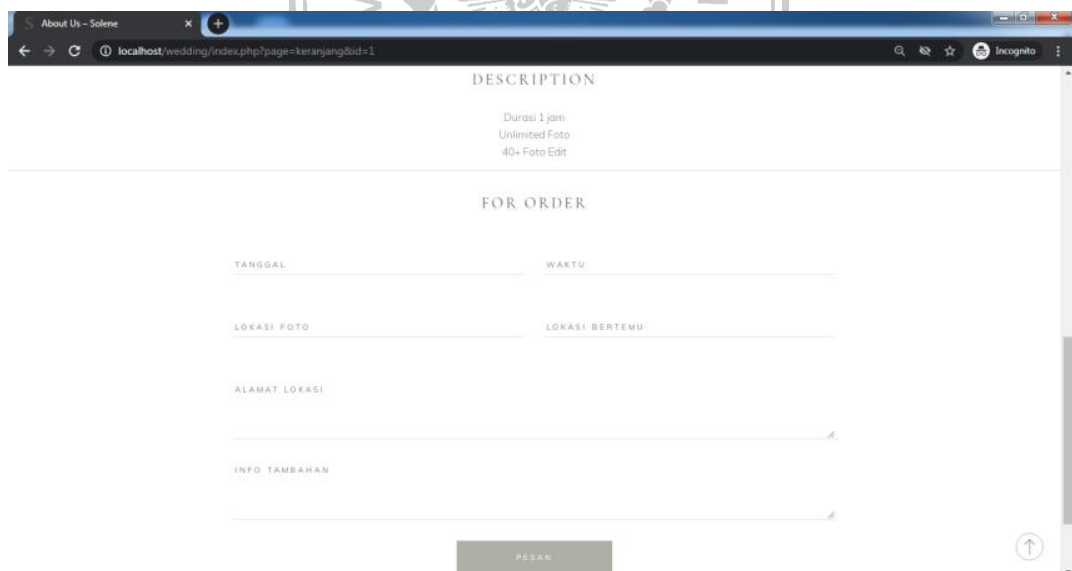 S About Us – Solene
localhost/wedding/index.php?page=keranjang&id=1
Incognito
DESCRIPTION
Durasi 1 jam
Unlimited Foto
40+ Foto Edit
FOR ORDER
TANGGAL WAKTU
LOKASI FOTO LOKASI BERTEMU
ALAMAT LOKASI
INFO TAMBAHAN
PESAN